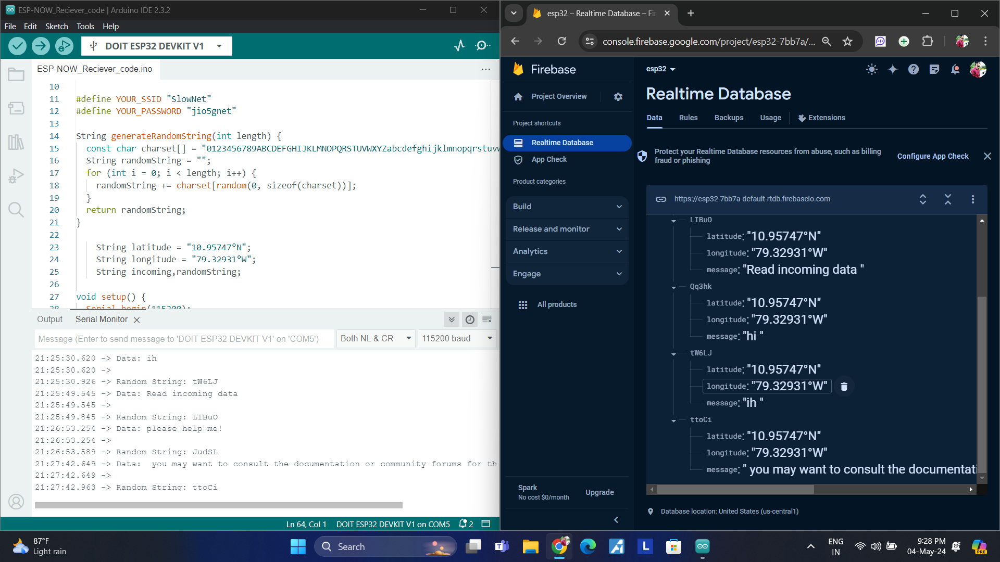 ESP-NOW_Reciever_code | Arduino IDE 2.3.2
File Edit Sketch Tools Help
DOIT ESP32 DEVKIT V1
ESP-NOW_Reciever_code.ino
10
11 #define YOUR_SSID "SlowNet"
12 #define YOUR_PASSWORD "jio5gnet"
13
14 String generateRandomString(int length) {
15 const char charset[] = "0123456789ABCDEFGHIJKLMNOPQRSTUVWXYZabcdefghijklmnopqrstuvw
16 String randomString = "";
17 for (int i = 0; i < length; i++) {
18 randomString += charset[random(0, sizeof(charset))];
19 }
20 return randomString;
21 }
22
23 String latitude = "10.95747°N";
24 String longitude = "79.32931°W";
25 String incoming,randomString;
26
27 void setup() {
28 Serial.begin(115200);
Output Serial Monitor
Message (Enter to send message to 'DOIT ESP32 DEVKIT V1' on 'COM5')
Both NL & CR
115200 baud
21:25:30.620 -> Data: ih
21:25:30.620 ->
21:25:30.926 -> Random String: tW6LJ
21:25:49.545 -> Data: Read incoming data
21:25:49.545 ->
21:25:49.845 -> Random String: LIBuO
21:26:53.254 -> Data: please help me!
21:26:53.254 ->
21:26:53.589 -> Random String: JudSL
21:27:42.649 -> Data:  you may want to consult the documentation or community forums for th
21:27:42.649 ->
21:27:42.963 -> Random String: ttoCi
Ln 64, Col 1 DOIT ESP32 DEVKIT V1 on COM5 2
esp32 – Realtime Database – Fi
console.firebase.google.com/project/esp32-7bb7a/...
Firebase
Project Overview
Project shortcuts
Realtime Database
App Check
Product categories
Build
Release and monitor
Analytics
Engage
All products
Spark
No cost $0/month
Upgrade
esp32
Realtime Database
Data Rules Backups Usage Extensions
Protect your Realtime Database resources from abuse, such as billing
fraud or phishing
Configure App Check
https://esp32-7bb7a-default-rtdb.firebaseio.com
LIBuO
latitude: "10.95747°N"
longitude: "79.32931°W"
message: "Read incoming data "
Qq3hk
latitude: "10.95747°N"
longitude: "79.32931°W"
message: "hi "
tW6LJ
latitude: "10.95747°N"
longitude: "79.32931°W"
message: "ih "
ttoCi
latitude: "10.95747°N"
longitude: "79.32931°W"
message: " you may want to consult the documentati
Database location: United States (us-central1)
87°F
Light rain
Search
L
ENG
IN
9:28 PM
04-May-24
PRE